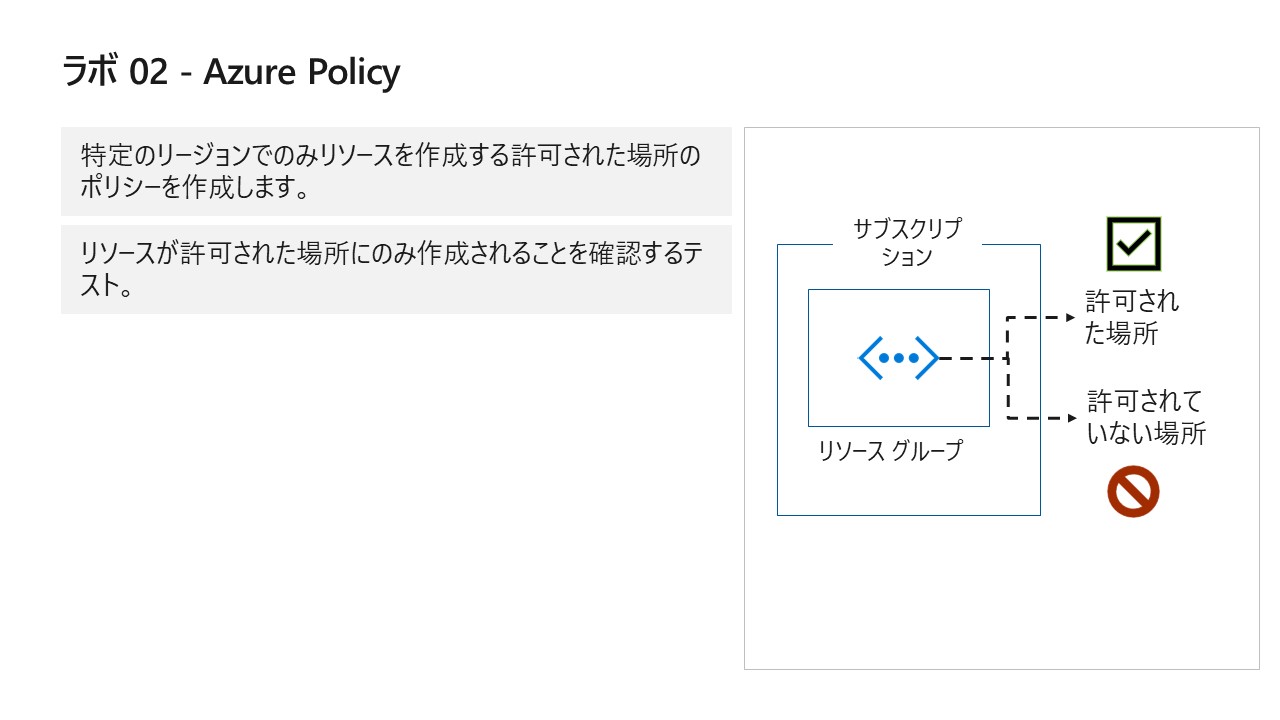 ラボ 02 - Azure Policy
特定のリージョンでのみリソースを作成する許可された場所の
ポリシーを作成します。
リソースが許可された場所にのみ作成されることを確認するテ
スト。
サブスクリプ
ション
許可され
た場所
許可されて
いない場所
リソース グループ